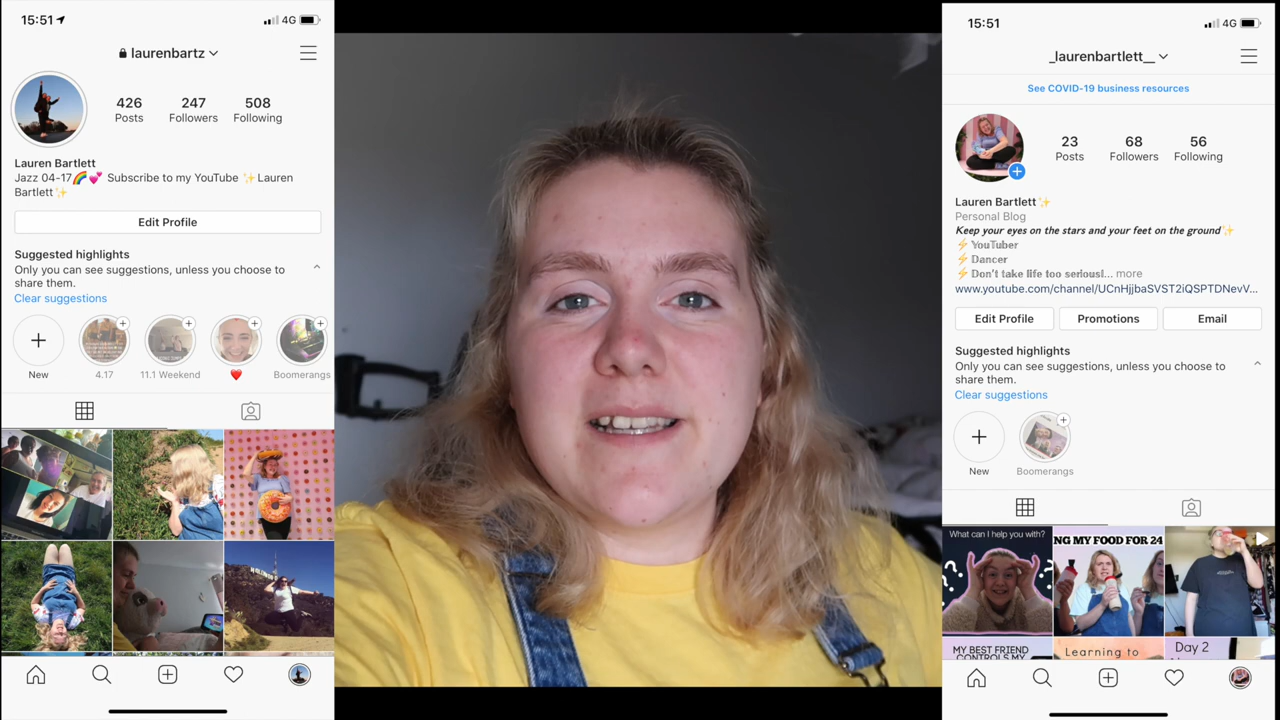 15:51
4G
laurenbartz
426
247
508
Posts
Followers
Following
Lauren Bartlett
Jazz 04-17🌈💕 Subscribe to my YouTube ✨Lauren
Bartlett✨
Edit Profile
Suggested highlights
Only you can see suggestions, unless you choose to
share them.
Clear suggestions
New
4.17
11.1 Weekend
❤️
Boomerangs
15:51
4G
_laurenbartlett__
See COVID-19 business resources
23
68
56
Posts
Followers
Following
Lauren Bartlett✨
Personal Blog
Keep your eyes on the stars and your feet on the ground✨
⚡YouTuber
⚡Dancer
⚡Don't take life too seriousl... more
www.youtube.com/channel/UCnHjjbaSVST2iQSPTDNevV...
Edit Profile
Promotions
Email
Suggested highlights
Only you can see suggestions, unless you choose to
share them.
Clear suggestions
New
Boomerangs
What can I help you with?
NG MY FOOD FOR 24
MY BEST FRIEND
CONTROLS MY
Learning to
Day 2